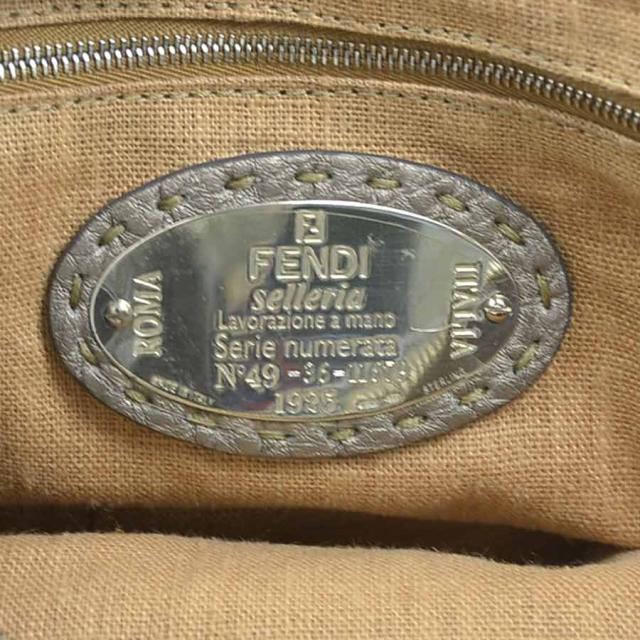 FENDI
selleria
Lavorazione a mano
Serie numerata
N°49
1925
ROMA
ITALIA